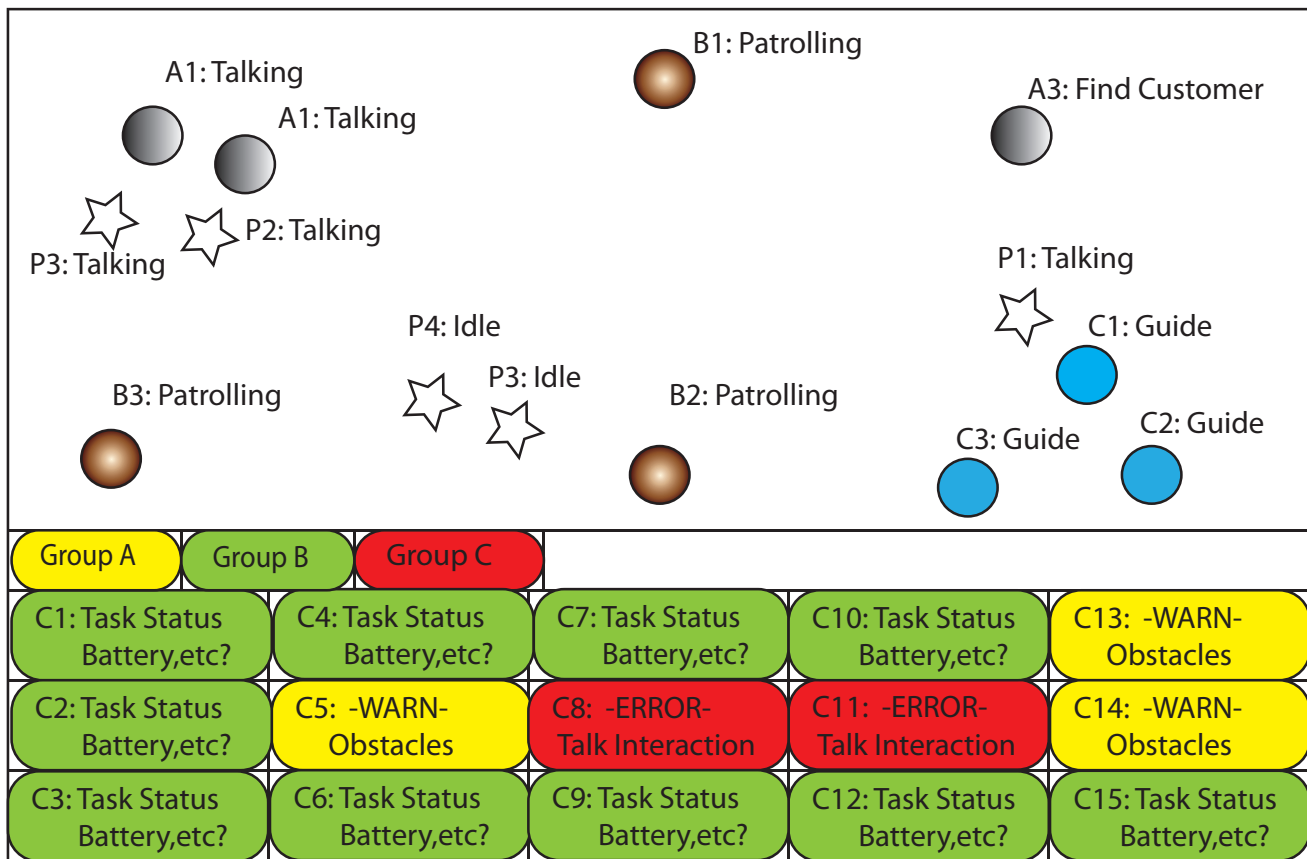 B1: Patrolling
A1: Talking
A3: Find Customer
A1: Talking
P2: Talking
P3: Talking
P1: Talking
P4: Idle
C1: Guide
P3: Idle
B3: Patrolling
B2: Patrolling
C2: Guide
C3: Guide
Group A
Group B
Group C
C1: Task Status
Battery,etc?
C4: Task Status
Battery,etc?
C7: Task Status
Battery,etc?
C10: Task Status
Battery,etc?
C13: -WARN-
Obstacles
C2: Task Status
Battery,etc?
C5: -WARN-
Obstacles
C8: -ERROR-
Talk Interaction
C11: -ERROR-
Talk Interaction
C14: -WARN-
Obstacles
C3: Task Status
Battery,etc?
C6: Task Status
Battery,etc?
C9: Task Status
Battery,etc?
C12: Task Status
Battery,etc?
C15: Task Status
Battery,etc?